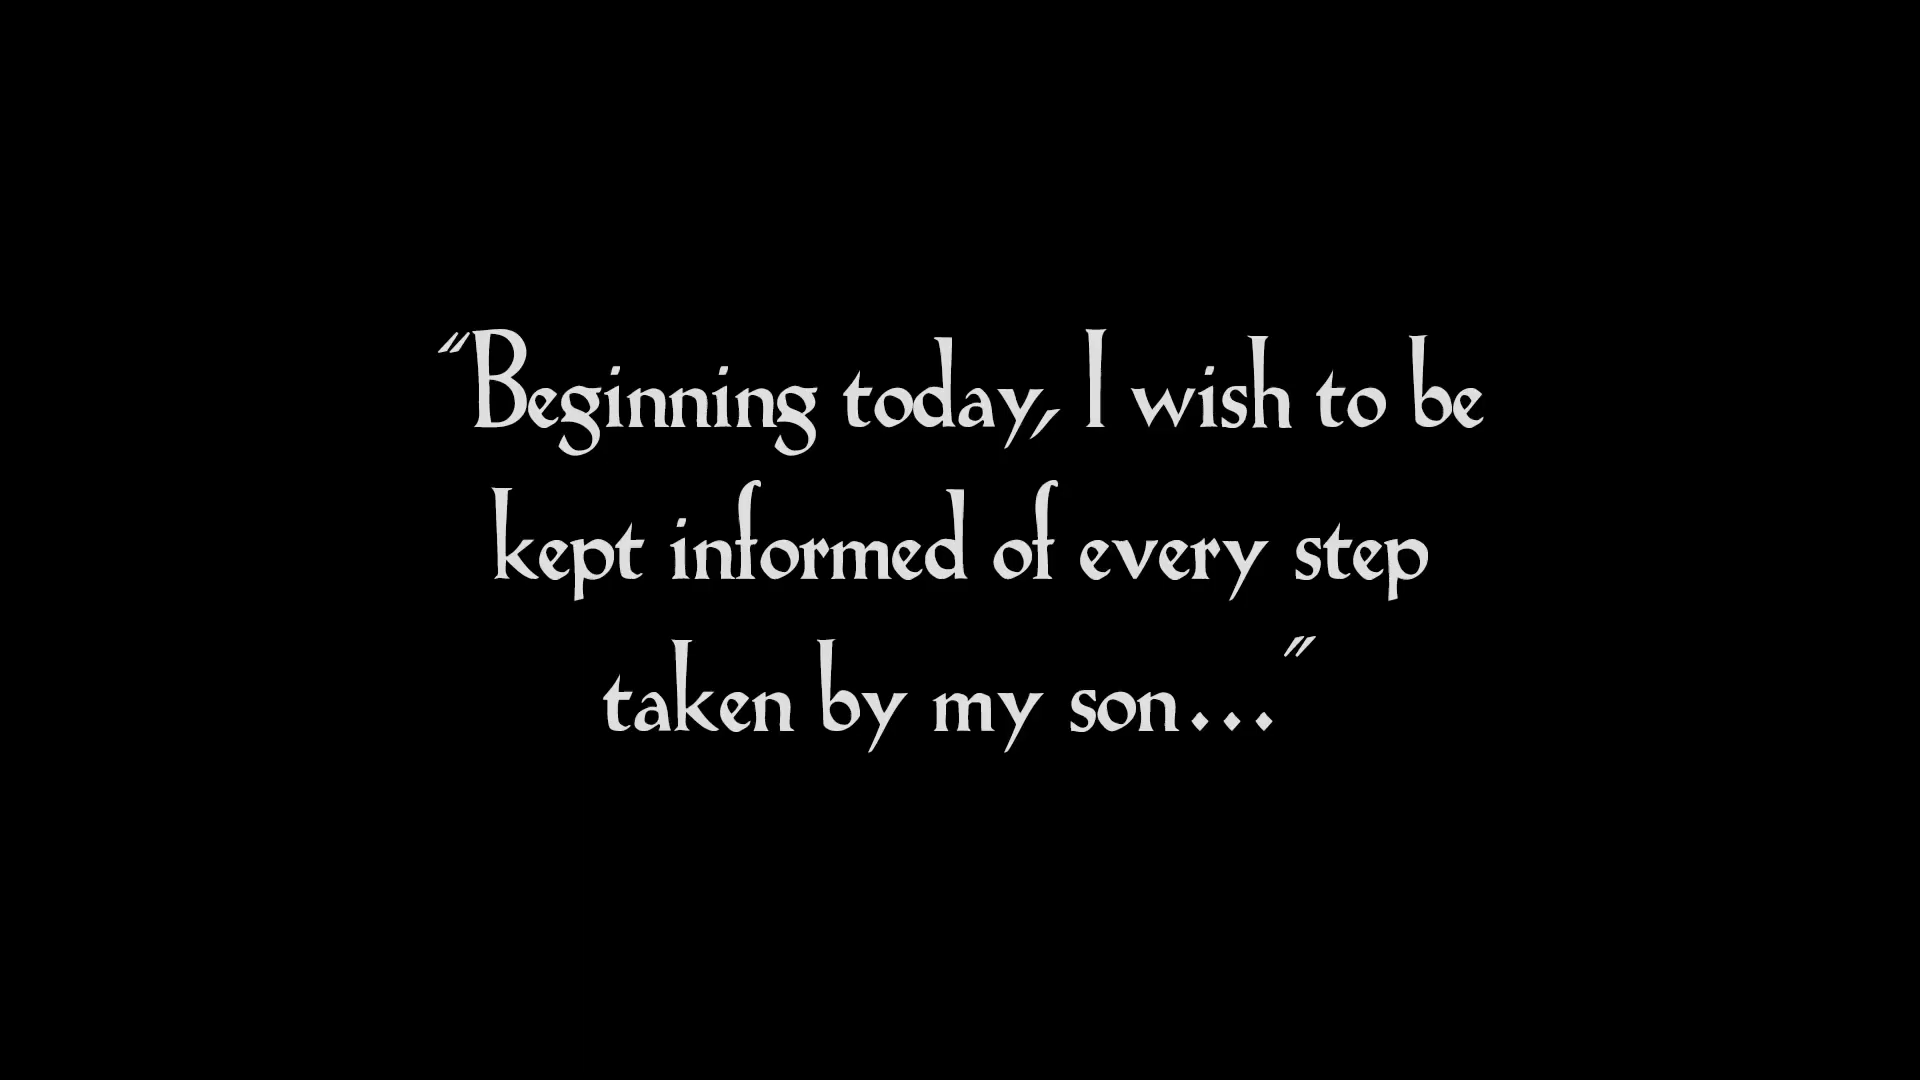 “Beginning today, I wish to be
kept informed of every step
taken by my son...”